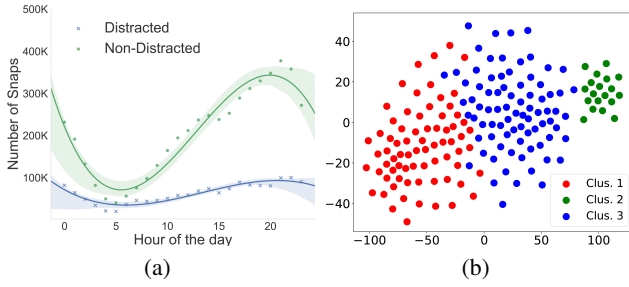 500K
400K
300K
200K
100K
Number of Snaps
Distracted
Non-Distracted
0 5 10 15 20
Hour of the day
(a)
40
20
0
−20
−40
−100 −50 0 50 100
Clus. 1
Clus. 2
Clus. 3
(b)